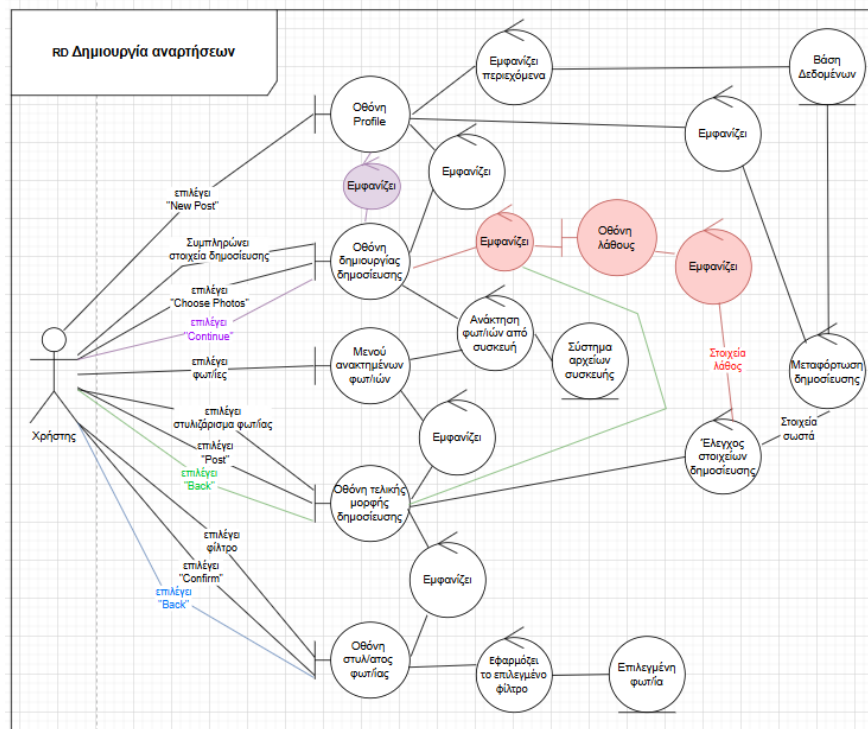 RD Δημιουργία αναρτήσεων
Εμφανίζει
περιεχόμενα
Βάση
Δεδομένων
Οθόνη
Profile
Εμφανίζει
Εμφανίζει
Εμφανίζει
επιλέγει
"New Post"
Συμπληρώνει
στοιχεία δημοσίευσης
Οθόνη
δημιουργίας
δημοσίευσης
Εμφανίζει
Οθόνη
λάθους
Εμφανίζει
επιλέγει
"Choose Photos"
επιλέγει
"Continue"
Ανάκτηση
φωτ/ιών από
συσκευή
Σύστημα
αρχείων
συσκευής
Στοιχεία
λάθος
Μεταφόρτωση
δημοσίευσης
επιλέγει
φωτ/ίες
Μενού
ανακτημένων
φωτ/ιών
Χρήστης
επιλέγει
στυλιζάρισμα φωτ/ίας
Εμφανίζει
Στοιχεία
σωστά
Έλεγχος
στοιχείων
δημοσίευσης
επιλέγει
"Post"
επιλέγει
"Back"
Οθόνη τελικής
μορφής
δημοσίευσης
επιλέγει
φίλτρο
επιλέγει
"Confirm"
επιλέγει
"Back"
Εμφανίζει
Οθόνη
στυλ/ατος
φωτ/ίας
Εφαρμόζει
το επιλεγμένο
φίλτρο
Επιλεγμένη
φωτ/ία